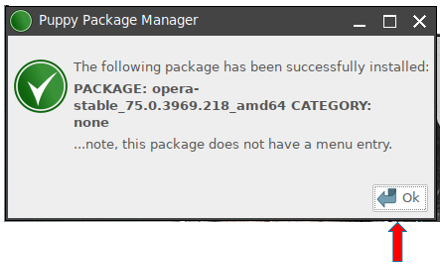 Puppy Package Manager
The following package has been successfully installed:
PACKAGE: opera-
stable_75.0.3969.218_amd64 CATEGORY:
none
...note, this package does not have a menu entry.
Ok